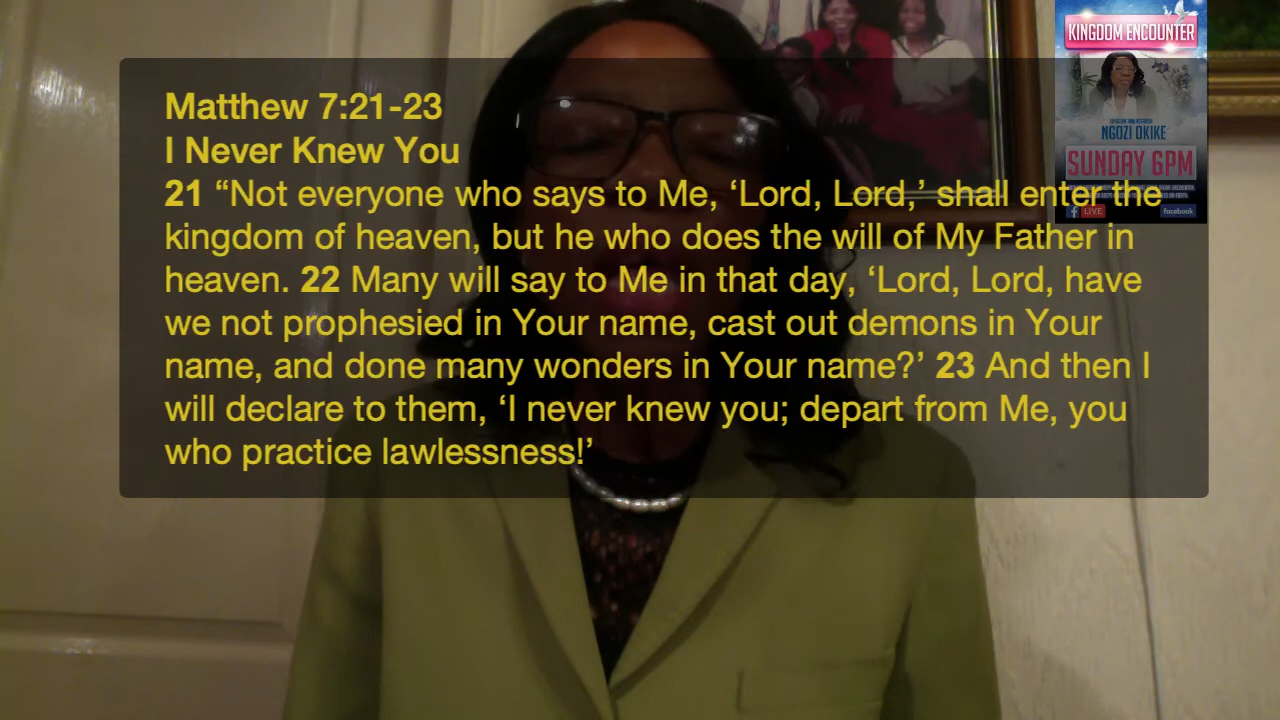 Matthew 7:21-23
I Never Knew You
21 “Not everyone who says to Me, ‘Lord, Lord,’ shall enter the
kingdom of heaven, but he who does the will of My Father in
heaven. 22 Many will say to Me in that day, ‘Lord, Lord, have
we not prophesied in Your name, cast out demons in Your
name, and done many wonders in Your name?’ 23 And then I
will declare to them, ‘I never knew you; depart from Me, you
who practice lawlessness!’
KINGDOM ENCOUNTER
NGOZI OKIKE
SUNDAY 6PM
LIVE
facebook